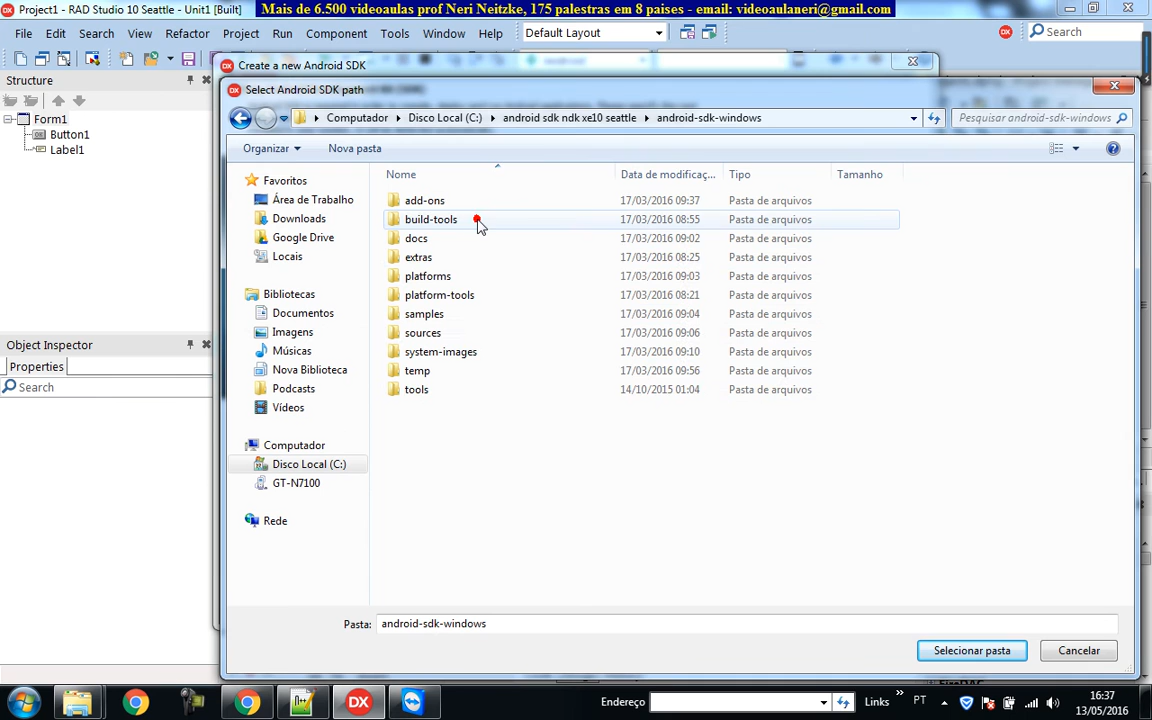 Project1 - RAD Studio 10 Seattle - Unit1 [Built]
Mais de 6.500 videoaulas prof Neri Neitzke, 175 palestras em 8 paises - email: videoaulaneri@gmail.com
File Edit Search View Refactor Project Run Component Tools Window Help
Default Layout
DX
Search
Structure
Form1
Button1
Label1
Object Inspector
Properties
Search
DX Create a new Android SDK
DX Select Android SDK path
Computador Disco Local (C:) android sdk ndk xe10 seattle android-sdk-windows
Pesquisar android-sdk-windows
Organizar Nova pasta
Nome Data de modificaç... Tipo Tamanho
add-ons 17/03/2016 09:37 Pasta de arquivos
build-tools 17/03/2016 08:55 Pasta de arquivos
docs 17/03/2016 09:02 Pasta de arquivos
extras 17/03/2016 08:25 Pasta de arquivos
platforms 17/03/2016 09:03 Pasta de arquivos
platform-tools 17/03/2016 08:21 Pasta de arquivos
samples 17/03/2016 09:04 Pasta de arquivos
sources 17/03/2016 09:06 Pasta de arquivos
system-images 17/03/2016 09:10 Pasta de arquivos
temp 17/03/2016 09:56 Pasta de arquivos
tools 14/10/2015 01:04 Pasta de arquivos
Favoritos
Área de Trabalho
Downloads
Google Drive
Locais
Bibliotecas
Documentos
Imagens
Músicas
Nova Biblioteca
Podcasts
Vídeos
Computador
Disco Local (C:)
GT-N7100
Rede
Pasta: android-sdk-windows
Selecionar pasta Cancelar
DX
Endereço
Links
PT
16:37
13/05/2016